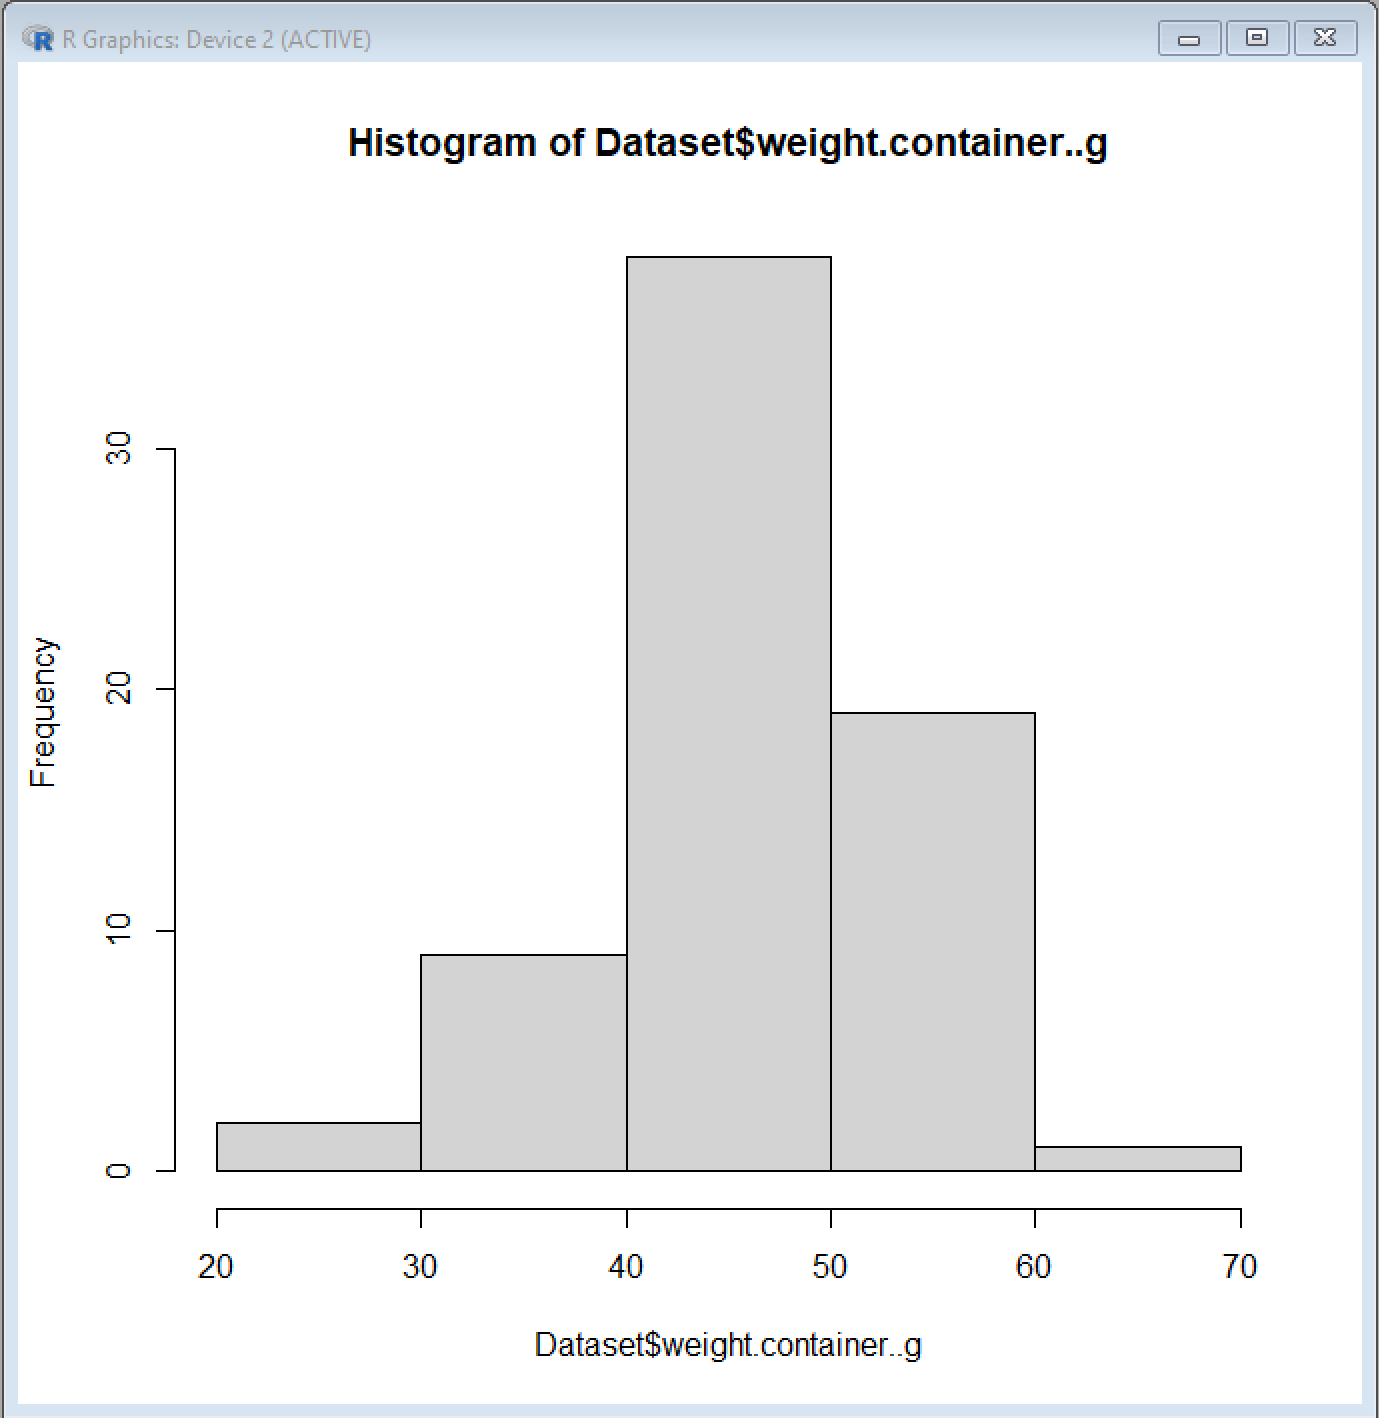 R Graphics: Device 2 (ACTIVE)
Histogram of Dataset$weight.container..g
30
20
10
0
Frequency
20 30 40 50 60 70
Dataset$weight.container..g